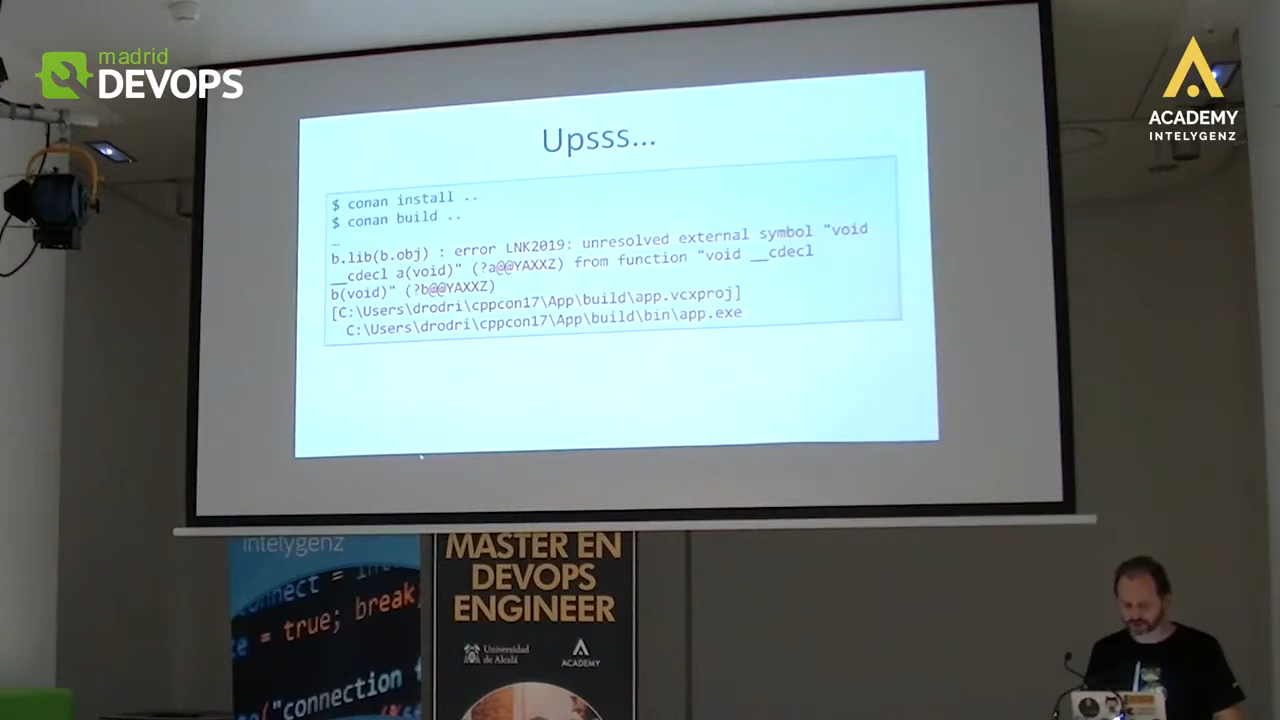 madrid
DEVOPS
ACADEMY
INTELYGENZ
Upsss...
$ conan install ..
$ conan build ..
…
b.lib(b.obj) : error LNK2019: unresolved external symbol "void
__cdecl a(void)" (?a@@YAXXZ) from function "void __cdecl
b(void)" (?b@@YAXXZ)
[C:\Users\drodri\cppcon17\App\build\app.vcxproj]
C:\Users\drodri\cppcon17\App\build\bin\app.exe
intelygenz
= true; break;
("connection
MASTER EN
DEVOPS
ENGINEER
Universidad
de Alcalá
ACADEMY